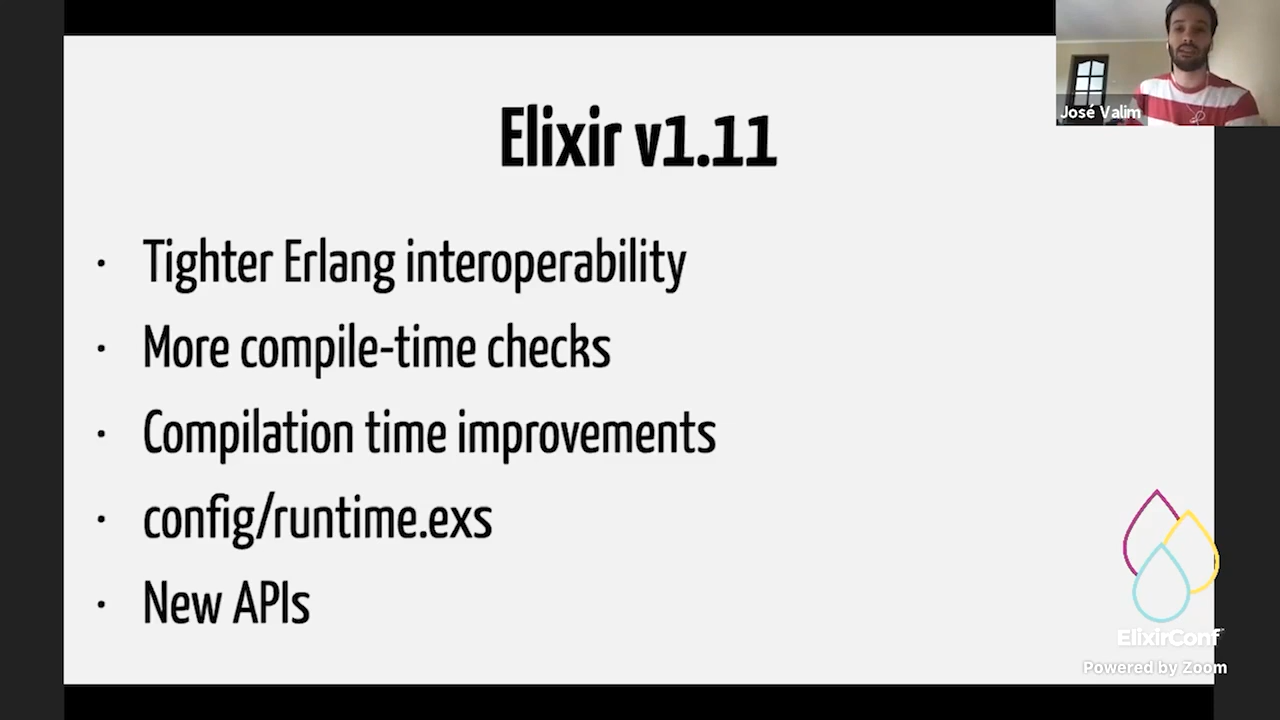 José Valim
Elixir v1.11
· Tighter Erlang interoperability
· More compile-time checks
· Compilation time improvements
· config/runtime.exs
· New APIs
ElixirConf
Powered by Zoom